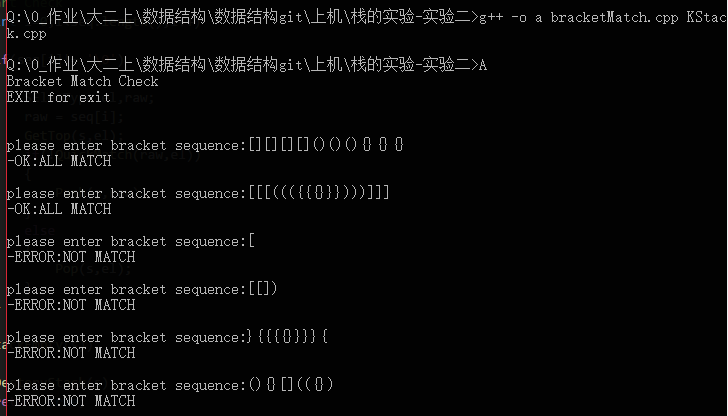 Q:\0_作业\大二上\数据结构\数据结构git\上机\栈的实验-实验二>g++ -o a bracketMatch.cpp KStac
k.cpp
Q:\0_作业\大二上\数据结构\数据结构git\上机\栈的实验-实验二>A
Bracket Match Check
EXIT for exit
please enter bracket sequence:[][][][]()()(){}{}{}
-OK:ALL MATCH
please enter bracket sequence:[[[((({{{}}})))]]]
-OK:ALL MATCH
please enter bracket sequence:[
-ERROR:NOT MATCH
please enter bracket sequence:[[])
-ERROR:NOT MATCH
please enter bracket sequence:}{{{{}}}}{
-ERROR:NOT MATCH
please enter bracket sequence:(){}[](({})
-ERROR:NOT MATCH